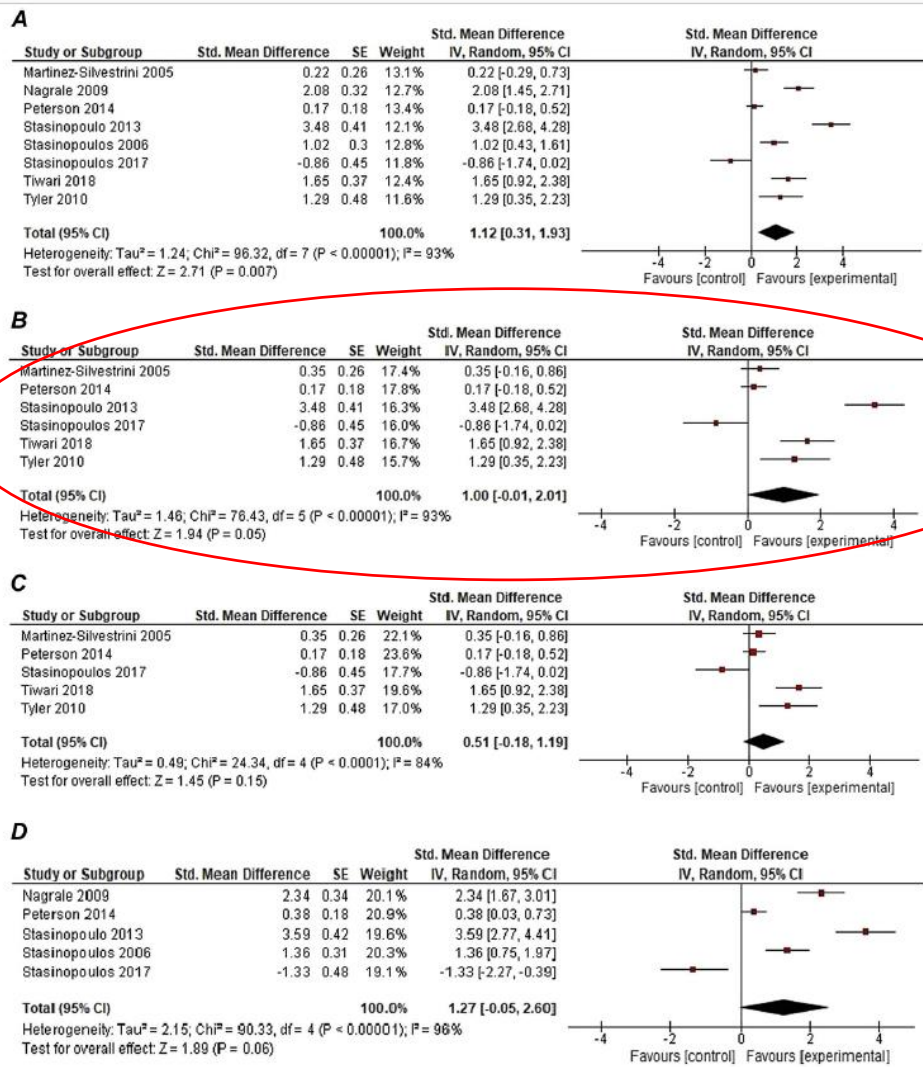 A
Std. Mean Difference Std. Mean Difference
Study or Subgroup Std. Mean Difference SE Weight IV, Random, 95% CI IV, Random, 95% CI
Martinez-Silvestrini 2005 0.22 0.26 13.1% 0.22 [-0.29, 0.73]
Nagrale 2009 2.08 0.32 12.7% 2.08 [1.45, 2.71]
Peterson 2014 0.17 0.18 13.4% 0.17 [-0.18, 0.52]
Stasinopoulo 2013 3.48 0.41 12.1% 3.48 [2.68, 4.28]
Stasinopoulos 2006 1.02 0.3 12.8% 1.02 [0.43, 1.61]
Stasinopoulos 2017 -0.86 0.45 11.8% -0.86 [-1.74, 0.02]
Tiwari 2018 1.65 0.37 12.4% 1.65 [0.92, 2.38]
Tyler 2010 1.29 0.48 11.6% 1.29 [0.35, 2.23]
Total (95% CI) 100.0% 1.12 [0.31, 1.93]
Heterogeneity: Tau² = 1.24; Chi² = 96.32, df = 7 (P < 0.00001); I² = 93%
Test for overall effect: Z = 2.71 (P = 0.007)
-4 -2 0 2 4
Favours [control] Favours [experimental]
B
Std. Mean Difference Std. Mean Difference
Study or Subgroup Std. Mean Difference SE Weight IV, Random, 95% CI IV, Random, 95% CI
Martinez-Silvestrini 2005 0.35 0.26 17.4% 0.35 [-0.16, 0.86]
Peterson 2014 0.17 0.18 17.8% 0.17 [-0.18, 0.52]
Stasinopoulo 2013 3.48 0.41 16.3% 3.48 [2.68, 4.28]
Stasinopoulos 2017 -0.86 0.45 16.0% -0.86 [-1.74, 0.02]
Tiwari 2018 1.65 0.37 16.7% 1.65 [0.92, 2.38]
Tyler 2010 1.29 0.48 15.7% 1.29 [0.35, 2.23]
Total (95% CI) 100.0% 1.00 [-0.01, 2.01]
Heterogeneity: Tau² = 1.46; Chi² = 76.43, df = 5 (P < 0.00001); I² = 93%
Test for overall effect: Z = 1.94 (P = 0.05)
-4 -2 0 2 4
Favours [control] Favours [experimental]
C
Std. Mean Difference Std. Mean Difference
Study or Subgroup Std. Mean Difference SE Weight IV, Random, 95% CI IV, Random, 95% CI
Martinez-Silvestrini 2005 0.35 0.26 22.1% 0.35 [-0.16, 0.86]
Peterson 2014 0.17 0.18 23.6% 0.17 [-0.18, 0.52]
Stasinopoulos 2017 -0.86 0.45 17.7% -0.86 [-1.74, 0.02]
Tiwari 2018 1.65 0.37 19.6% 1.65 [0.92, 2.38]
Tyler 2010 1.29 0.48 17.0% 1.29 [0.35, 2.23]
Total (95% CI) 100.0% 0.51 [-0.18, 1.19]
Heterogeneity: Tau² = 0.49; Chi² = 24.34, df = 4 (P < 0.0001); I² = 84%
Test for overall effect: Z = 1.45 (P = 0.15)
-4 -2 0 2 4
Favours [control] Favours [experimental]
D
Std. Mean Difference Std. Mean Difference
Study or Subgroup Std. Mean Difference SE Weight IV, Random, 95% CI IV, Random, 95% CI
Nagrale 2009 2.34 0.34 20.1% 2.34 [1.67, 3.01]
Peterson 2014 0.38 0.18 20.9% 0.38 [0.03, 0.73]
Stasinopoulo 2013 3.59 0.42 19.6% 3.59 [2.77, 4.41]
Stasinopoulos 2006 1.36 0.31 20.3% 1.36 [0.75, 1.97]
Stasinopoulos 2017 -1.33 0.48 19.1% -1.33 [-2.27, -0.39]
Total (95% CI) 100.0% 1.27 [-0.05, 2.60]
Heterogeneity: Tau² = 2.15; Chi² = 90.33, df = 4 (P < 0.00001); I² = 96%
Test for overall effect: Z = 1.89 (P = 0.06)
-4 -2 0 2 4
Favours [control] Favours [experimental]